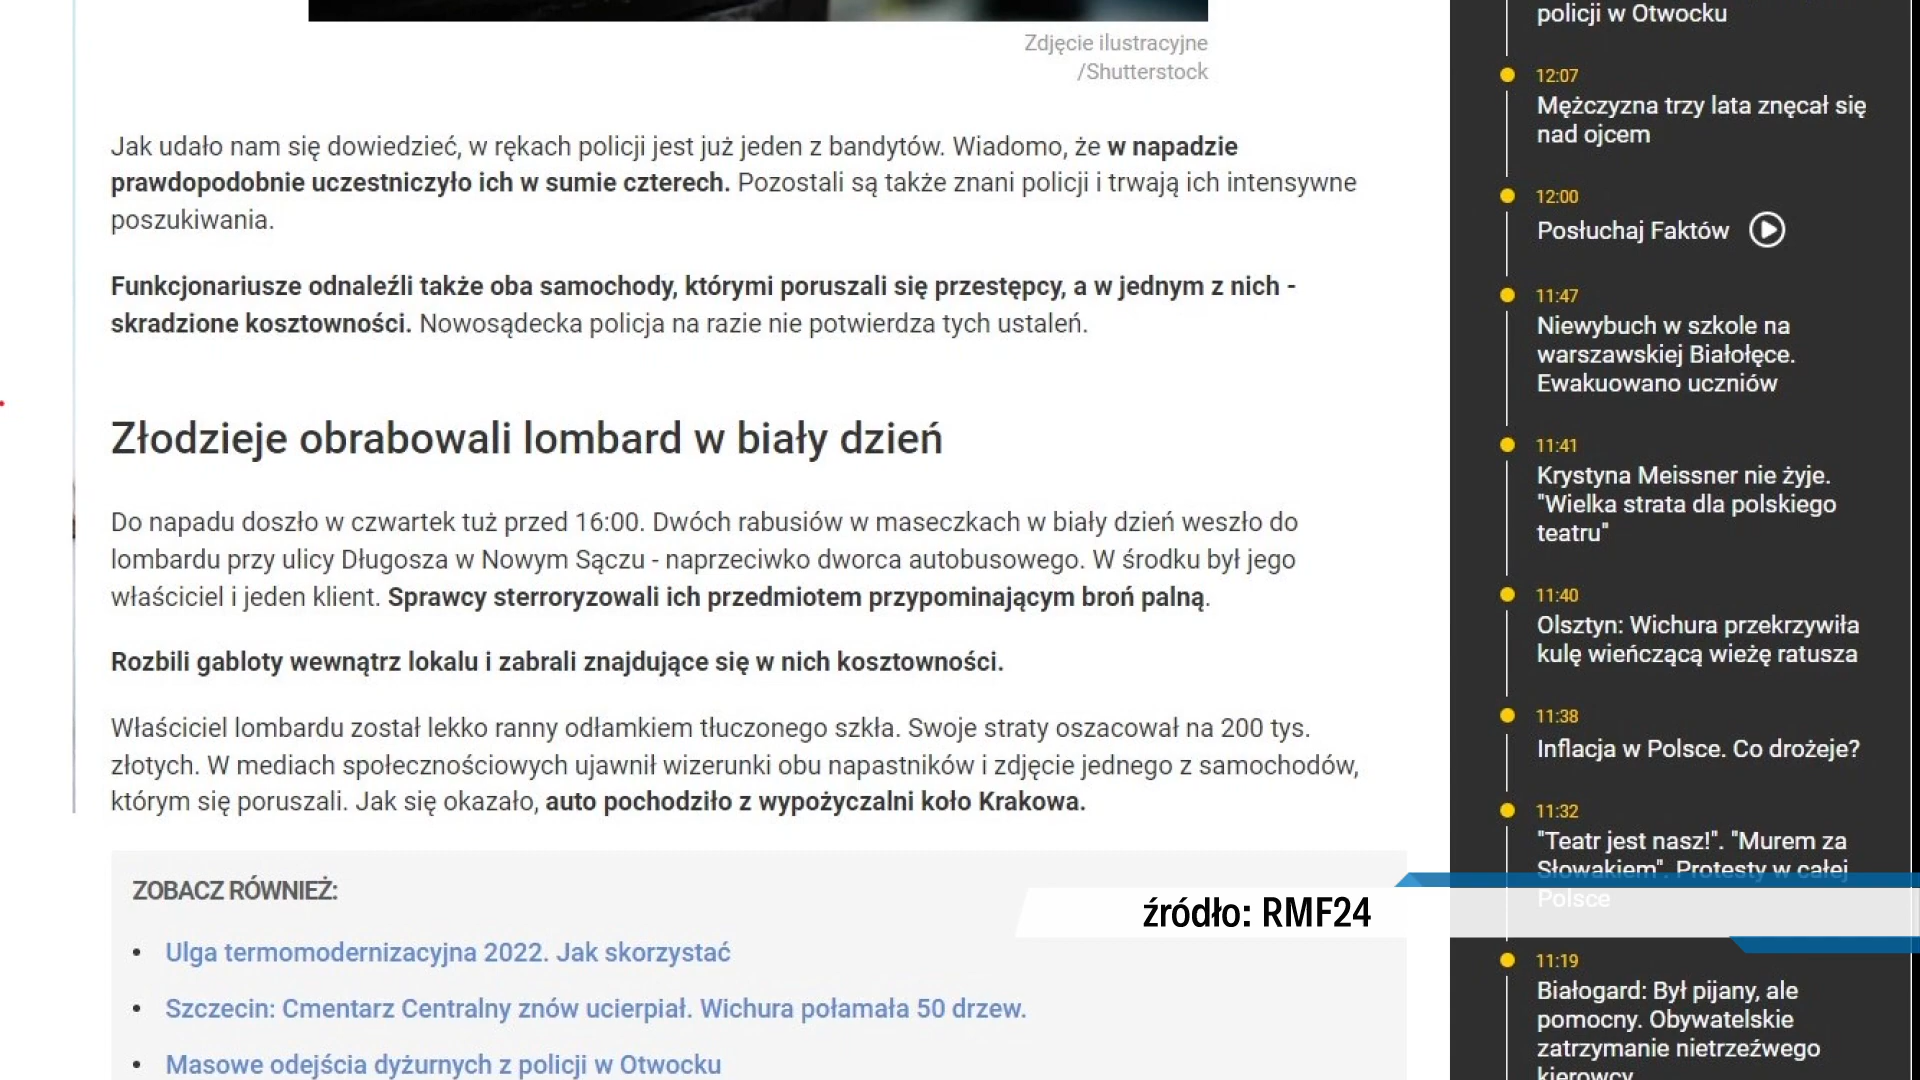 Zdjęcie ilustracyjne
/Shutterstock
Jak udało nam się dowiedzieć, w rękach policji jest już jeden z bandytów. Wiadomo, że w napadzie
prawdopodobnie uczestniczyło ich w sumie czterech. Pozostali są także znani policji i trwają ich intensywne
poszukiwania.
Funkcjonariusze odnaleźli także oba samochody, którymi poruszali się przestępcy, a w jednym z nich -
skradzione kosztowności. Nowosądecka policja na razie nie potwierdza tych ustaleń.
Złodzieje obrabowali lombard w biały dzień
Do napadu doszło w czwartek tuż przed 16:00. Dwóch rabusiów w maseczkach w biały dzień weszło do
lombardu przy ulicy Długosza w Nowym Sączu - naprzeciwko dworca autobusowego. W środku był jego
właściciel i jeden klient. Sprawcy sterroryzowali ich przedmiotem przypominającym broń palną.
Rozbili gabloty wewnątrz lokalu i zabrali znajdujące się w nich kosztowności.
Właściciel lombardu został lekko ranny odłamkiem tłuczonego szkła. Swoje straty oszacował na 200 tys.
złotych. W mediach społecznościowych ujawnił wizerunki obu napastników i zdjęcie jednego z samochodów,
którym się poruszali. Jak się okazało, auto pochodziło z wypożyczalni koło Krakowa.
ZOBACZ RÓWNIEŻ:
• Ulga termomodernizacyjna 2022. Jak skorzystać
• Szczecin: Cmentarz Centralny znów ucierpiał. Wichura połamała 50 drzew.
• Masowe odejścia dyżurnych z policji w Otwocku
źródło: RMF24
policji w Otwocku
12:07
Mężczyzna trzy lata znęcał się
nad ojcem
12:00
Posłuchaj Faktów
11:47
Niewybuch w szkole na
warszawskiej Białołęce.
Ewakuowano uczniów
11:41
Krystyna Meissner nie żyje.
"Wielka strata dla polskiego
teatru"
11:40
Olsztyn: Wichura przekrzywiła
kulę wieńczącą wieżę ratusza
11:38
Inflacja w Polsce. Co drożeje?
11:32
"Teatr jest nasz!". "Murem za
Słowakiem". Protesty w całej
Polsce
11:19
Białogard: Był pijany, ale
pomocny. Obywatelskie
zatrzymanie nietrzeźwego
kierowcy